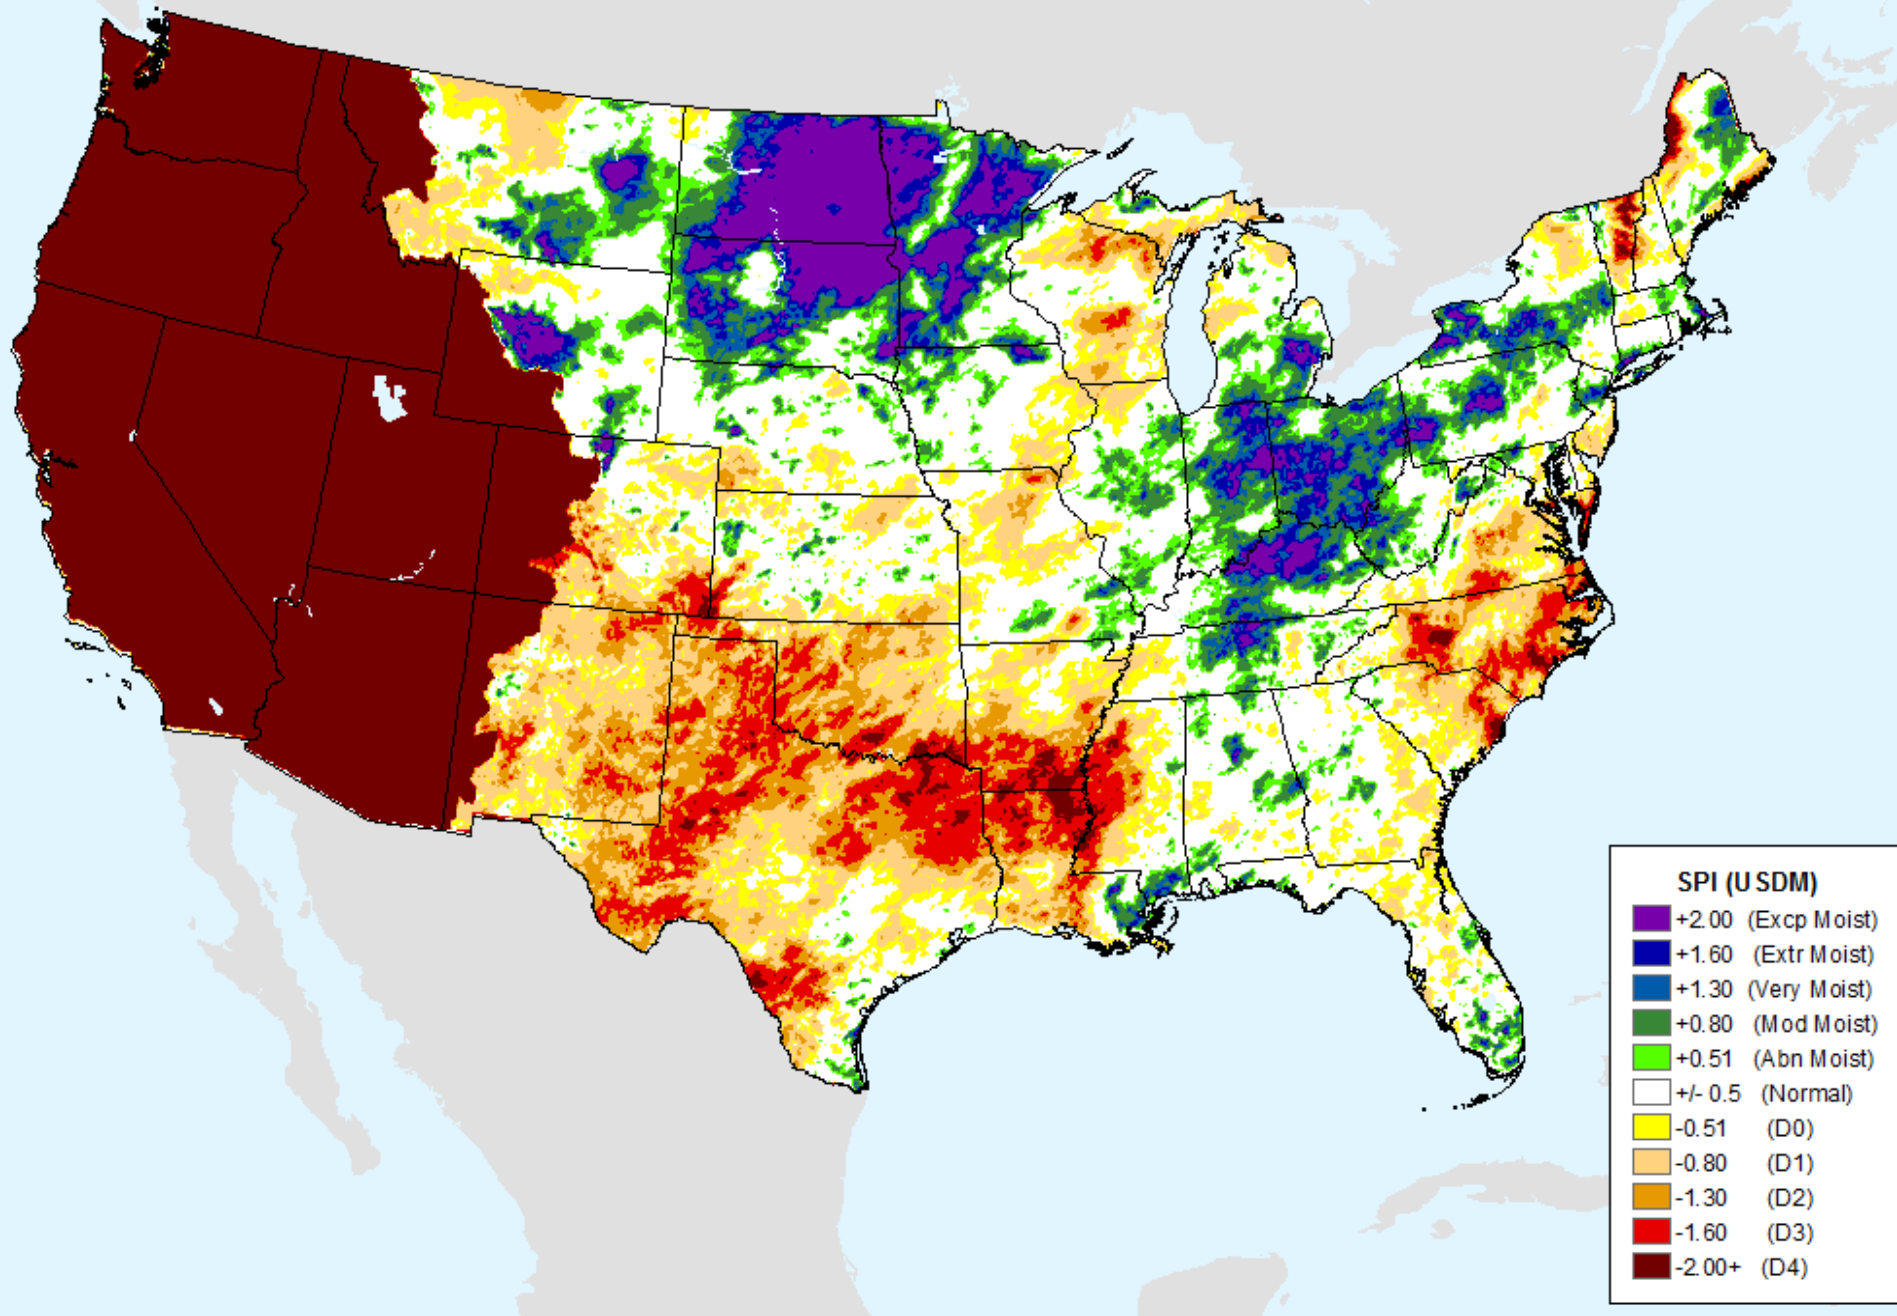 SPI (USDM)
+2.00 (Excp Moist)
+1.60 (Extr Moist)
+1.30 (Very Moist)
+0.80 (Mod Moist)
+0.51 (Abn Moist)
+/- 0.5 (Normal)
-0.51 (D0)
-0.80 (D1)
-1.30 (D2)
-1.60 (D3)
-2.00+ (D4)